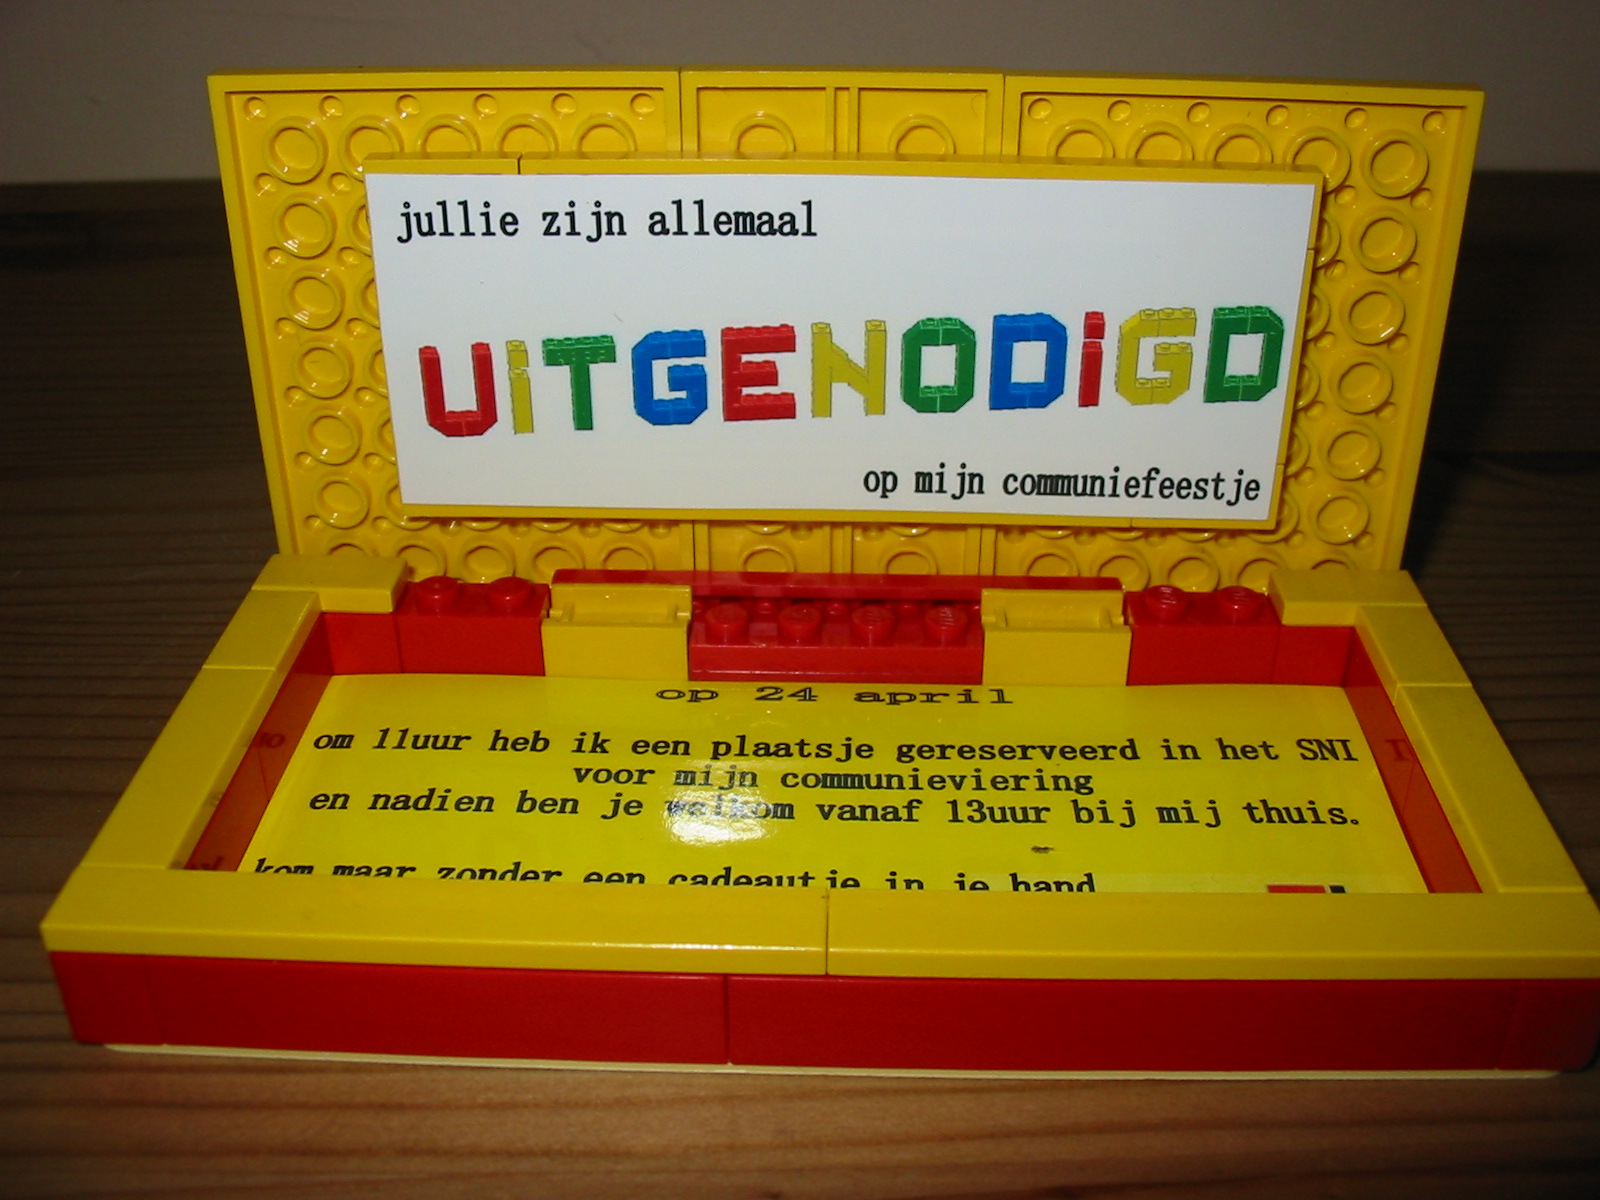 jullie zijn allemaal
UiTGENODiGD
op mijn communiefeestje
op 24 april
om 11uur heb ik een plaatsje gereserveerd in het SNI
voor mijn communieviering
en nadien ben je welkom vanaf 13uur bij mij thuis.
kom maar zonder een cadeautje in je hand